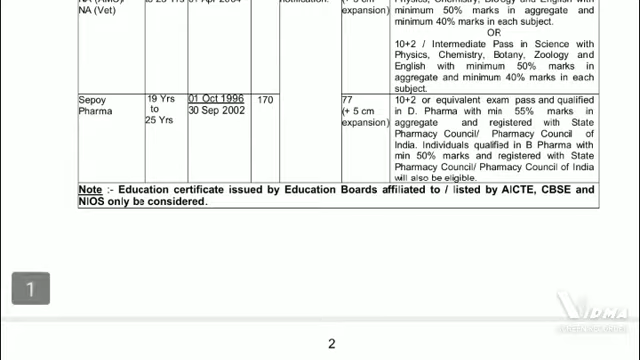 NA (Vet)
minimum 50% marks in aggregate and
minimum 40% marks in each subject.
OR
10+2 / Intermediate Pass in Science with
Physics, Chemistry, Botany, Zoology and
English with minimum 50% marks in
aggregate and minimum 40% marks in each
subject.
Sepoy 19 Yrs 01 Oct 1996 170 77 10+2 or equivalent exam pass and qualified
Pharma to 30 Sep 2002 (+ 5 cm in D. Pharma with min 55% marks in
25 Yrs expansion) aggregate and registered with State
Pharmacy Council/ Pharmacy Council of
India. Individuals qualified in B Pharma with
min 50% marks and registered with State
Pharmacy Council/ Pharmacy Council of India
will also be eligible.
Note :- Education certificate issued by Education Boards affiliated to / listed by AICTE, CBSE and
NIOS only be considered.
1
2
VIDMA